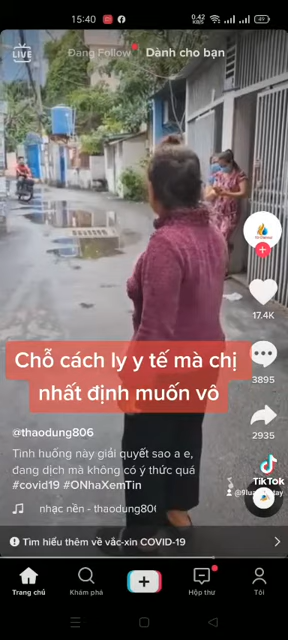 15:40
0.42
KB/S
49
LIVE
Đang Follow
Dành cho bạn
17.4K
Chỗ cách ly y tế mà chị
nhất định muốn vô
3895
2935
@thaodung806
Tình huống này giải quyết sao a e,
đang dịch mà không có ý thức quá
#covid19 #ONhaXemTin
TikTok
nhạc nền - thaodung806
Tìm hiểu thêm về vắc-xin COVID-19
Trang chủ
Khám phá
Hộp thư
Tôi